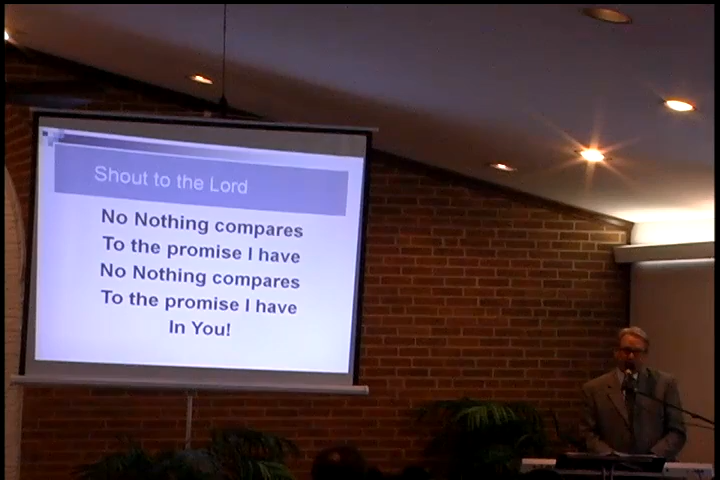 Shout to the Lord
No Nothing compares
To the promise I have
No Nothing compares
To the promise I have
In You!